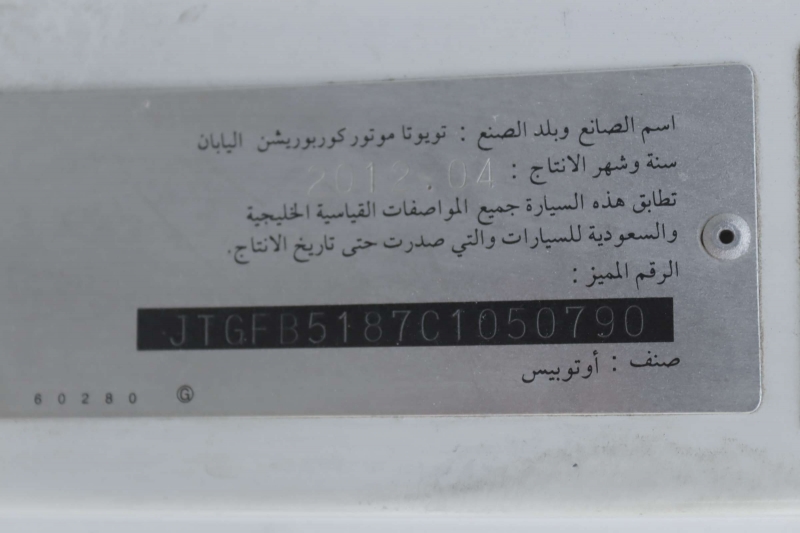 اسم الصانع وبلد الصنع : تويوتا موتور كوربوريشن اليابان
سنة وشهر الانتاج : 2012.04
تطابق هذه السيارة جميع المواصفات القياسية الخليجية
والسعودية للسيارات والتي صدرت حتى تاريخ الانتاج.
الرقم المميز :
JTGFB5187C1050790
صنف : أوتوبيس
60280 G